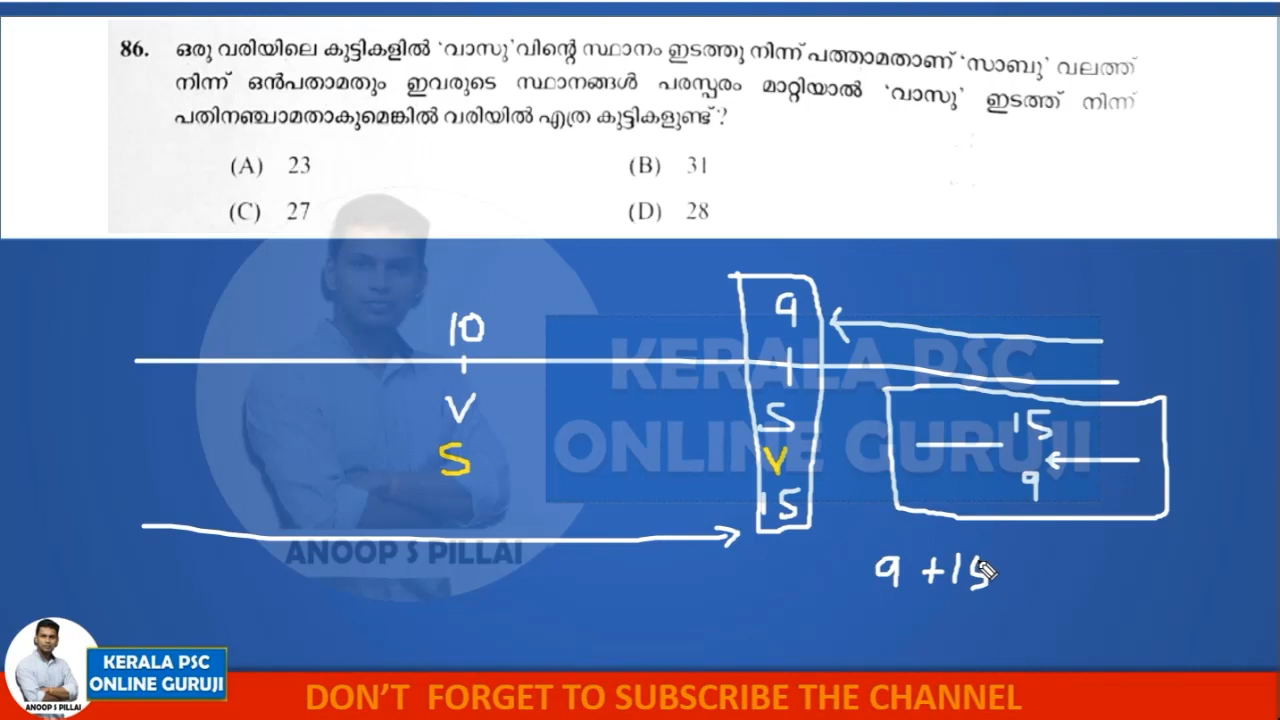 86. ഒരു വരിയിലെ കുട്ടികളിൽ 'വാസു'വിന്റെ സ്ഥാനം ഇടത്തു നിന്ന് പത്താമതാണ് 'സാബു' വലത്ത്
നിന്ന് ഒൻപതാമതും ഇവരുടെ സ്ഥാനങ്ങൾ പരസ്പരം മാറ്റിയാൽ 'വാസു' ഇടത്ത് നിന്ന്
പതിനഞ്ചാമതാകുമെങ്കിൽ വരിയിൽ എത്ര കുട്ടികളുണ്ട് ?
(A) 23 (B) 31
(C) 27 (D) 28
10 9
V S
S V
15
15
9
KERALA PSC
ONLINE GURUJI
ANOOP S PILLAI
9 +15
KERALA PSC
ONLINE GURUJI
ANOOP S PILLAI
DON'T FORGET TO SUBSCRIBE THE CHANNEL